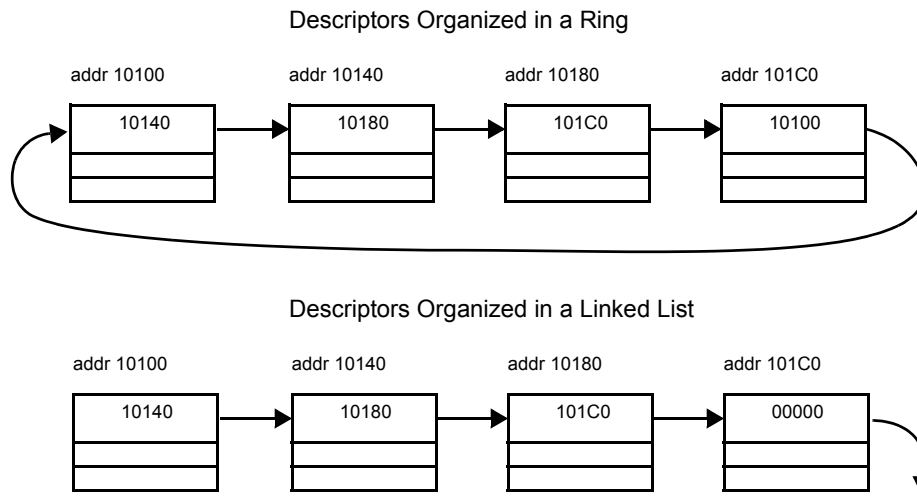 Descriptors Organized in a Ring
addr 10100 addr 10140 addr 10180 addr 101C0
10140 10180 101C0 10100
Descriptors Organized in a Linked List
addr 10100 addr 10140 addr 10180 addr 101C0
10140 10180 101C0 00000